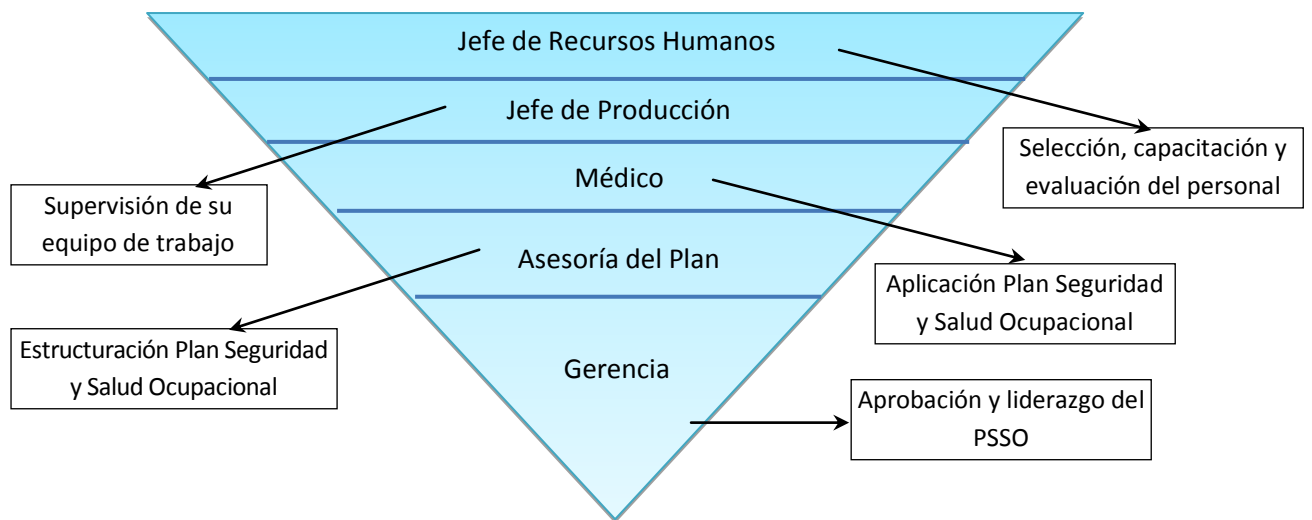 Jefe de Recursos Humanos
Jefe de Producción
Selección, capacitación y
evaluación del personal
Médico
Supervisión de su
equipo de trabajo
Asesoría del Plan
Aplicación Plan Seguridad
y Salud Ocupacional
Estructuración Plan Seguridad
y Salud Ocupacional
Gerencia
Aprobación y liderazgo del
PSSO